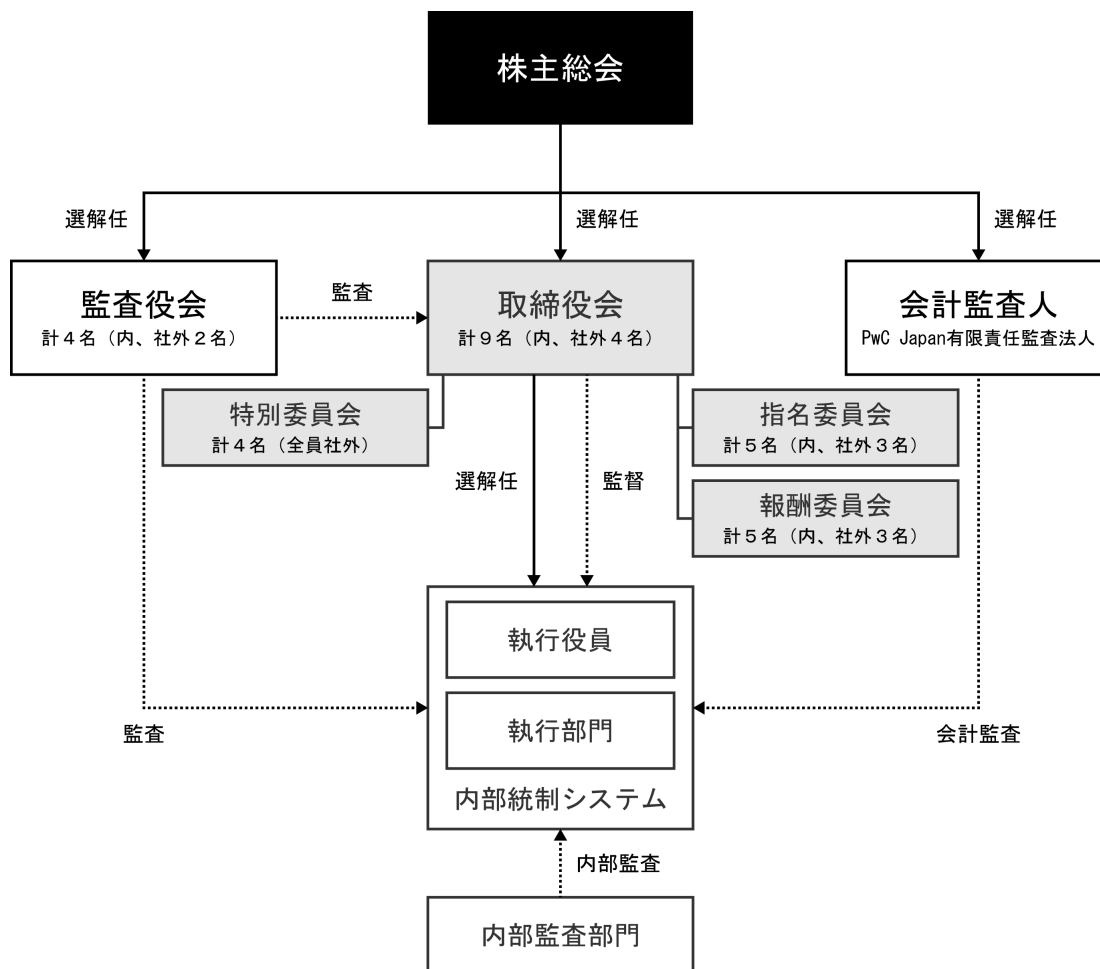 株主総会
選解任
選解任
選解任
監査役会
計４名（内、社外２名）
監査
取締役会
計９名（内、社外４名）
会計監査人
PwC Japan有限責任監査法人
特別委員会
計４名（全員社外）
指名委員会
計５名（内、社外３名）
選解任
監督
報酬委員会
計５名（内、社外３名）
執行役員
執行部門
監査
会計監査
内部統制システム
内部監査
内部監査部門